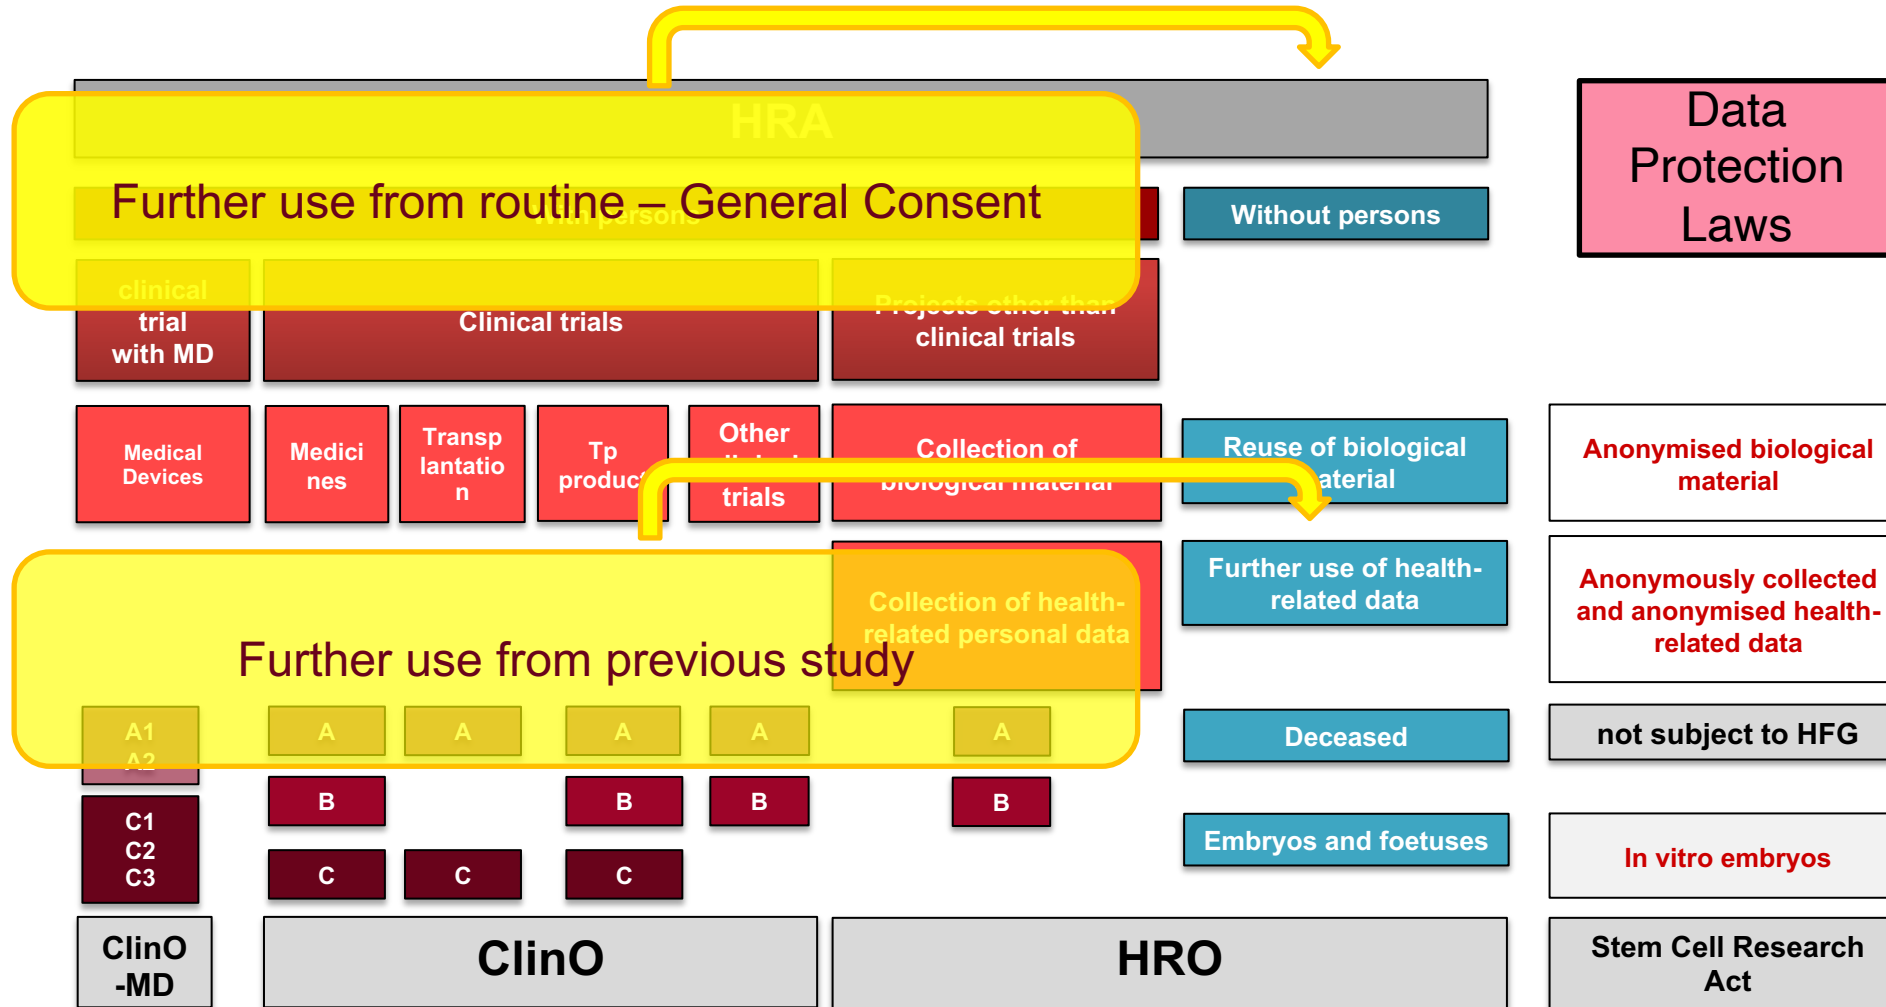 HRA
Data
Protection
Laws
Further use from routine – General Consent
With persons
Without persons
clinical
trial
with MD
Clinical trials
Projects other than
clinical trials
Medical
Devices
Medici
nes
Transp
lantatio
n
Tp
product
Other
trials
Collection of
biological material
Reuse of biological
material
Anonymised biological
material
Collection of health-
related personal data
Further use of health-
related data
Anonymously collected
and anonymised health-
related data
Further use from previous study
A1
A2
A
A
A
A
A
Deceased
not subject to HFG
B
B
B
B
C1
C2
C3
C
C
C
Embryos and foetuses
In vitro embryos
ClinO
-MD
ClinO
HRO
Stem Cell Research
Act